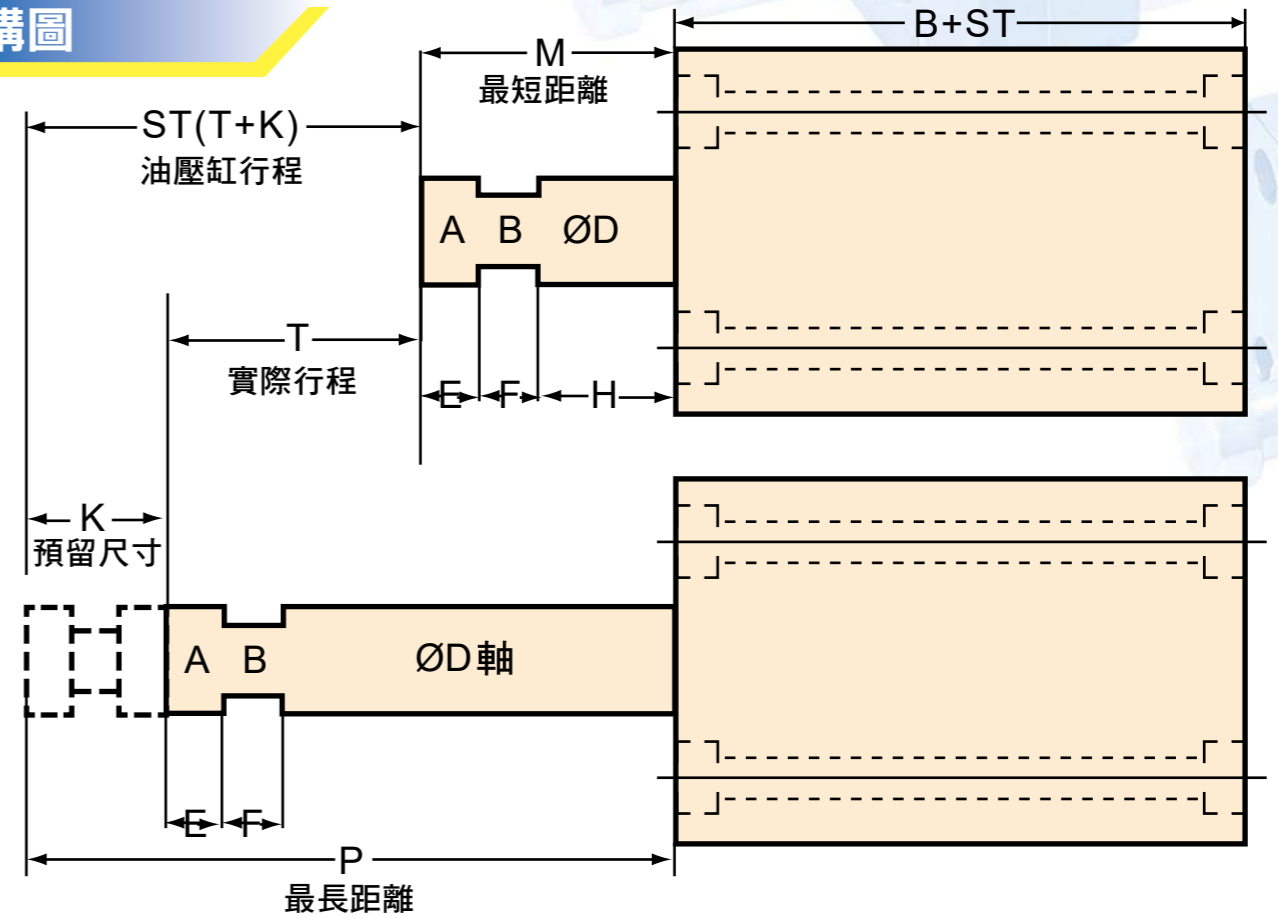 構圖
B+ST
M
最短距離
ST(T+K)
油壓缸行程
A B ØD
T
實際行程
E F H
K
預留尺寸
A B ØD軸
E F
P
最長距離